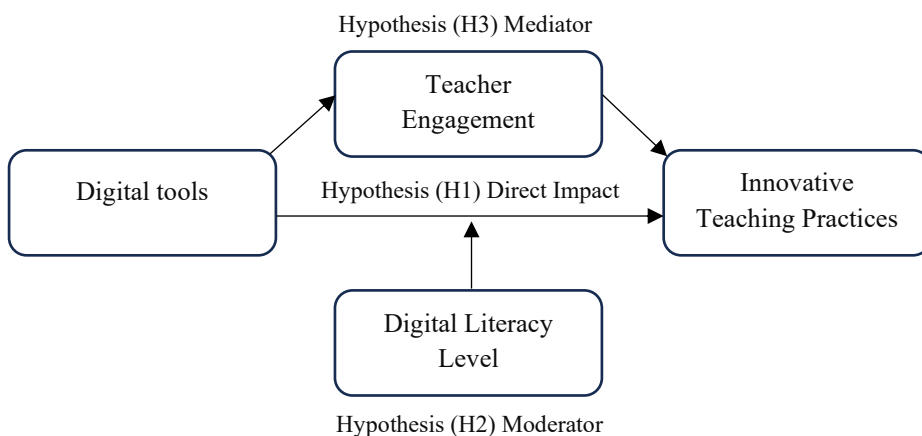 Hypothesis (H3) Mediator
Teacher
Engagement
Digital tools
Hypothesis (H1) Direct Impact
Innovative
Teaching Practices
Digital Literacy
Level
Hypothesis (H2) Moderator